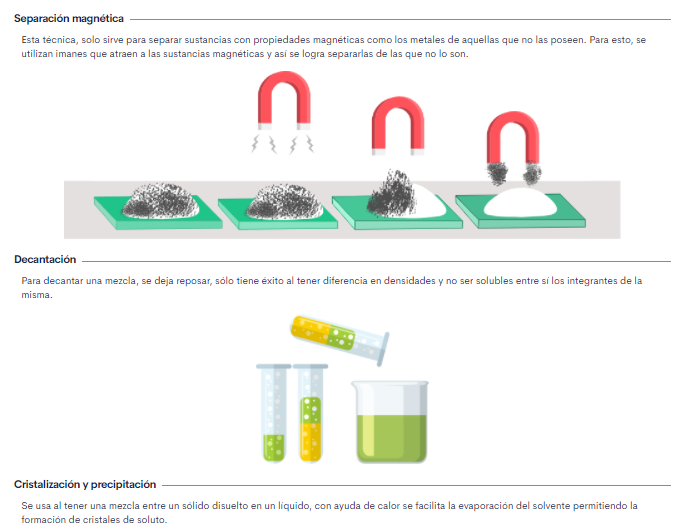 Separación magnética
Esta técnica, solo sirve para separar sustancias con propiedades magnéticas como los metales de aquellas que no las poseen. Para esto, se
utilizan imanes que atraen a las sustancias magnéticas y así se logra separarlas de las que no lo son.
Decantación
Para decantar una mezcla, se deja reposar, sólo tiene éxito al tener diferencia en densidades y no ser solubles entre sí los integrantes de la
misma.
Cristalización y precipitación
Se usa al tener una mezcla entre un sólido disuelto en un líquido, con ayuda de calor se facilita la evaporación del solvente permitiendo la
formación de cristales de soluto.